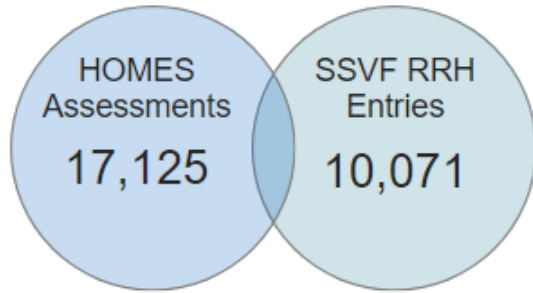 HOMES
Assessments
17,125
SSVF RRH
Entries
10,071